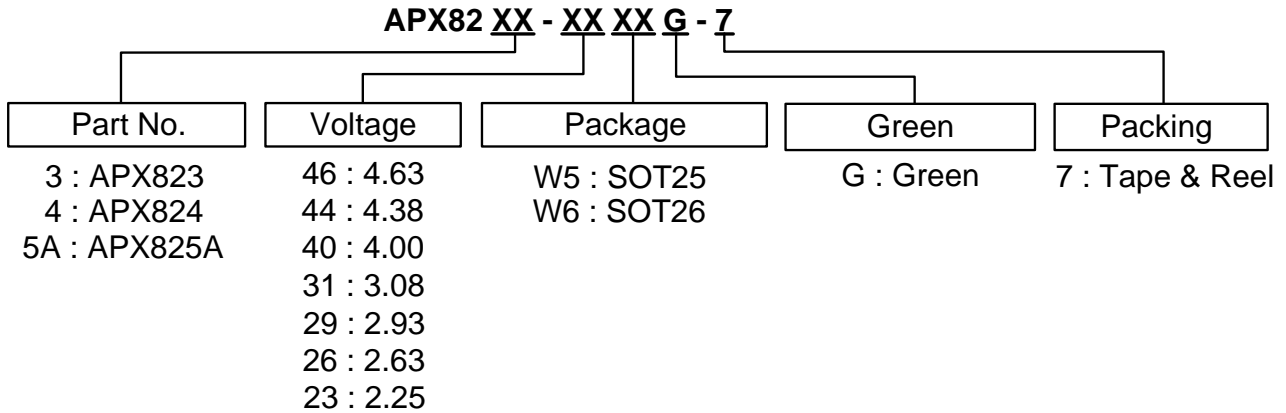 APX82 XX - XX XX G - 7
Part No.
3 : APX823
4 : APX824
5A : APX825A
Voltage
46 : 4.63
44 : 4.38
40 : 4.00
31 : 3.08
29 : 2.93
26 : 2.63
23 : 2.25
Package
W5 : SOT25
W6 : SOT26
Green
G : Green
Packing
7 : Tape & Reel